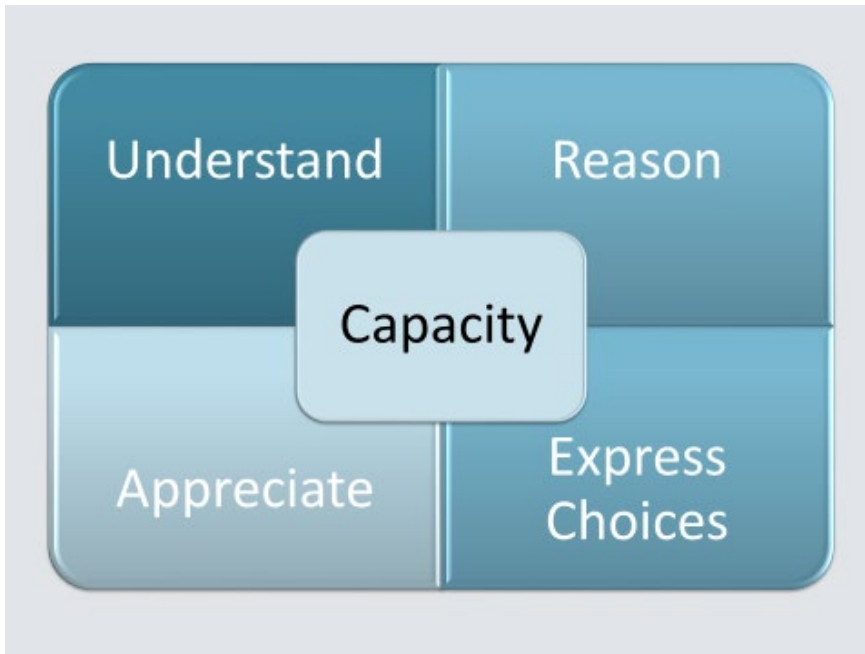 Understand
Reason
Capacity
Appreciate
Express
Choices